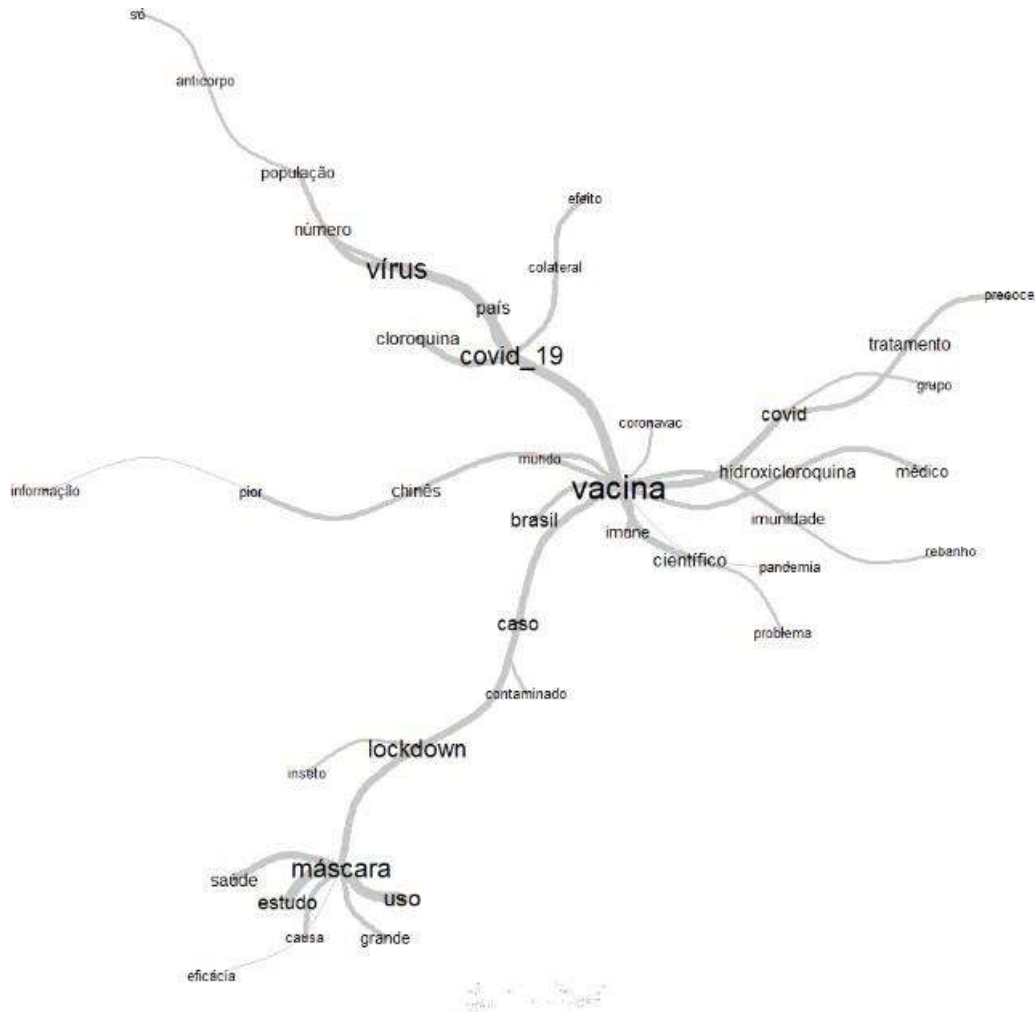 só
anticorpo
população
efeito
número
vírus
colateral
precoce
país
cloroquina
tratamento
covid_19
grupo
covid
coronavac
mundo
hidroxicloroquina
médico
informação
pior
chinês
vacina
brasil
imunidade
imune
rebanho
científico
pandemia
caso
problema
contaminado
lockdown
inseto
máscara
saúde
estudo
uso
causa
grande
eficácia